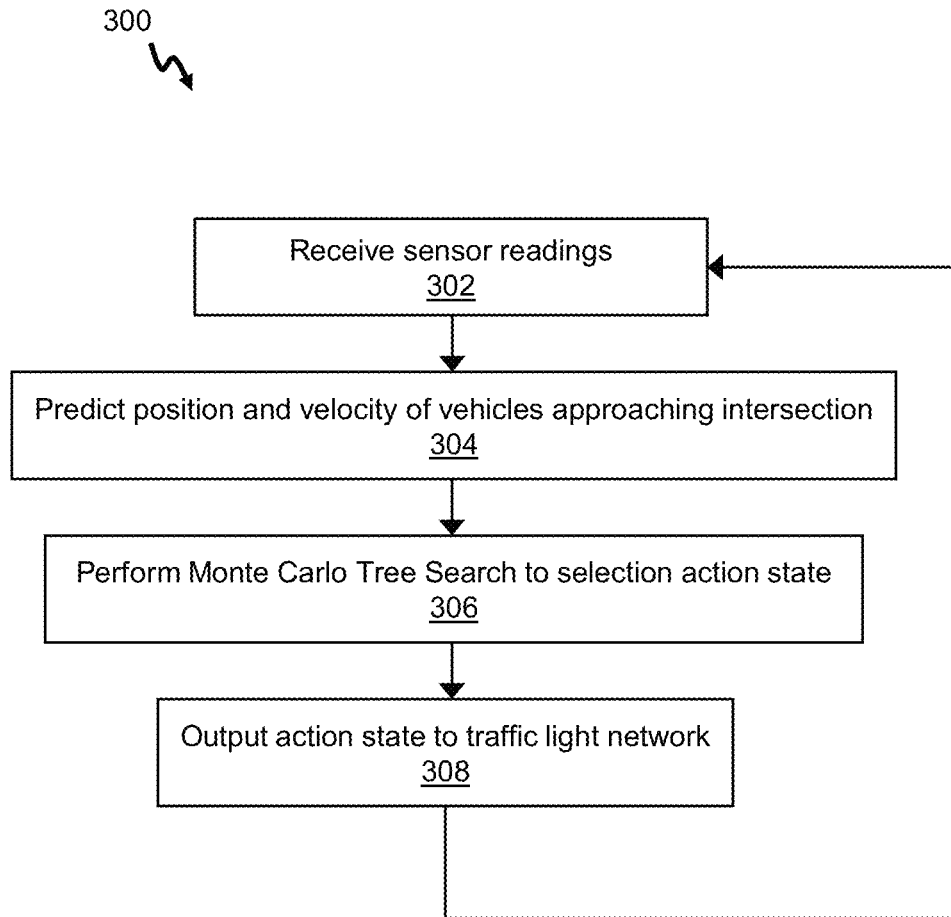 300
Receive sensor readings
302
Predict position and velocity of vehicles approaching intersection
304
Perform Monte Carlo Tree Search to selection action state
306
Output action state to traffic light network
308